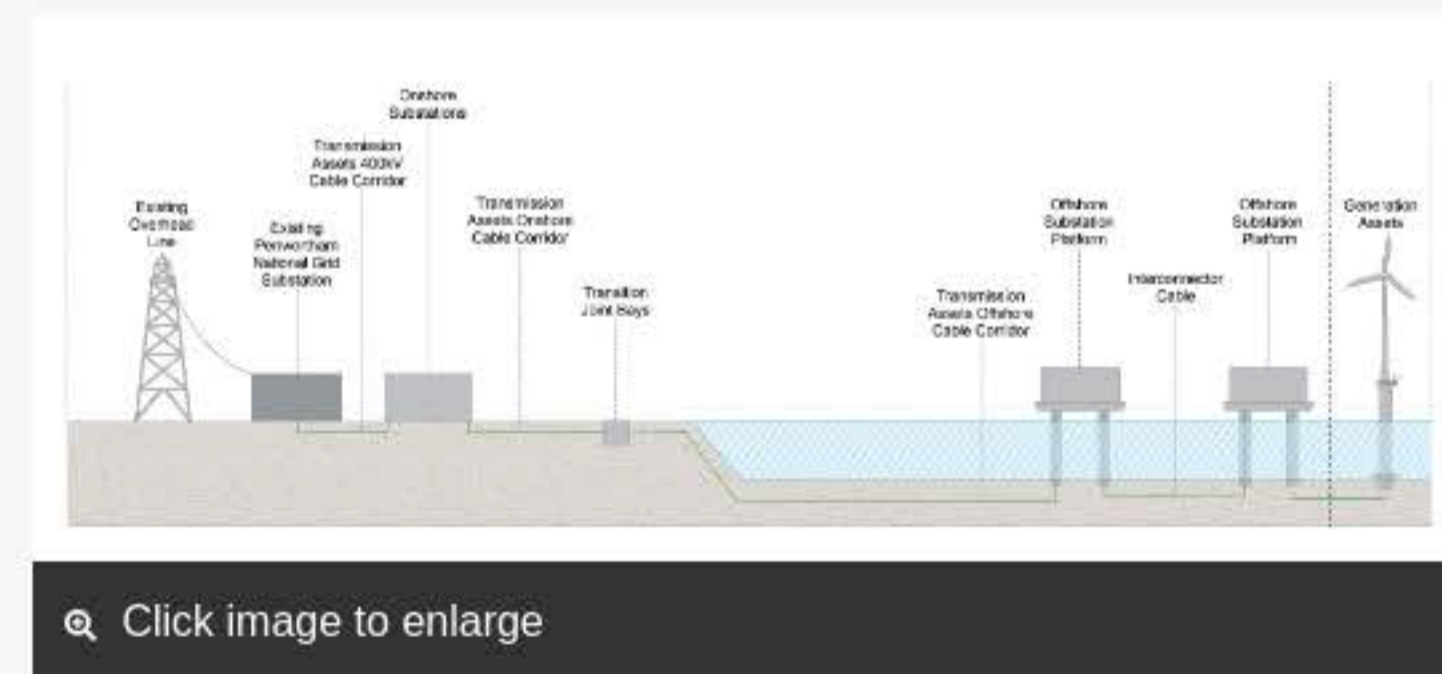 Onshore
Substations
Transmission
Assets 400kV
Cable Corridor
Existing
Overhead
Line
Existing
Penwortham
National Grid
Substation
Transmission
Assets Onshore
Cable Corridor
Transition
Joint Bays
Transmission
Assets Offshore
Cable Corridor
Offshore
Substation
Platform
Interconnector
Cable
Offshore
Substation
Platform
Generation
Assets
Click image to enlarge